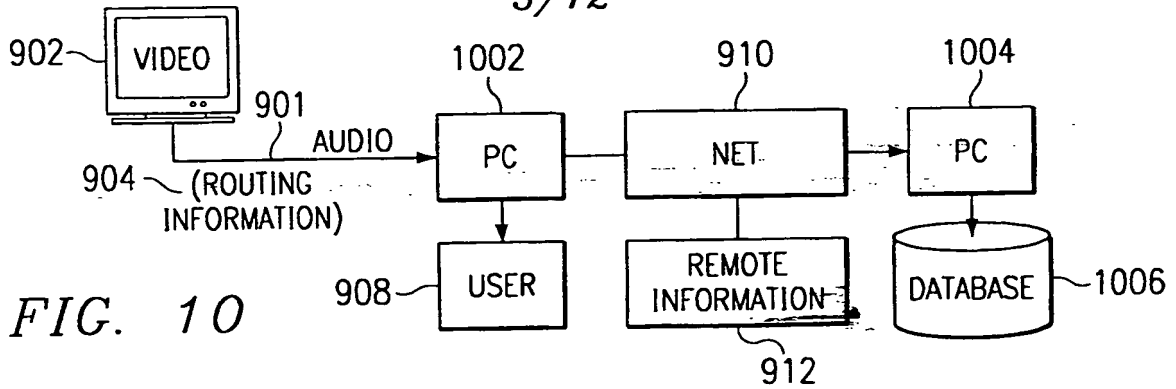 902
VIDEO
901
AUDIO
904
(ROUTING
INFORMATION)
1002
PC
908
USER
910
NET
REMOTE
INFORMATION
912
1004
PC
DATABASE
1006
FIG. 10